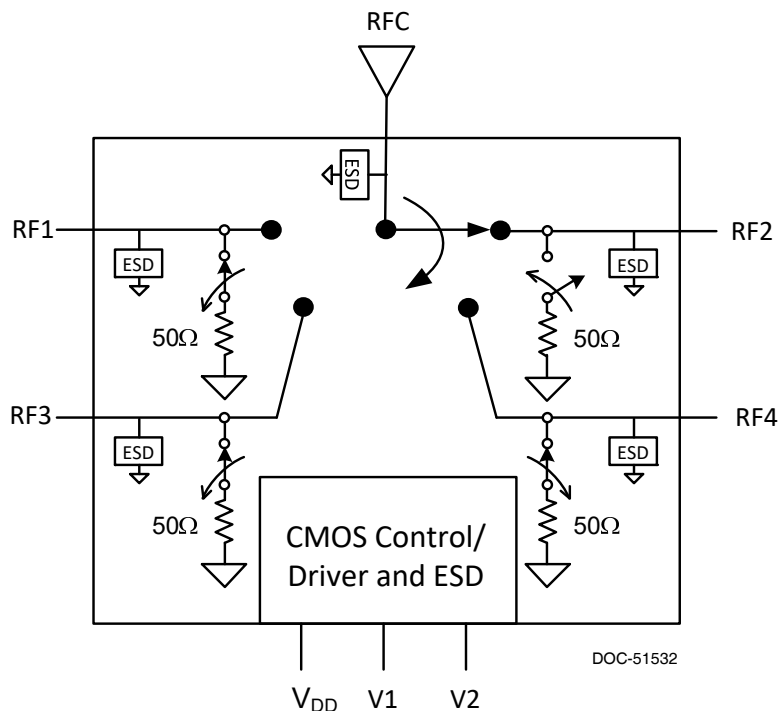 RFC
ESD
RF1
RF2
ESD
ESD
50Ω
50Ω
RF3
RF4
ESD
ESD
50Ω
50Ω
CMOS Control/
Driver and ESD
DOC-51532
VDD
V1
V2